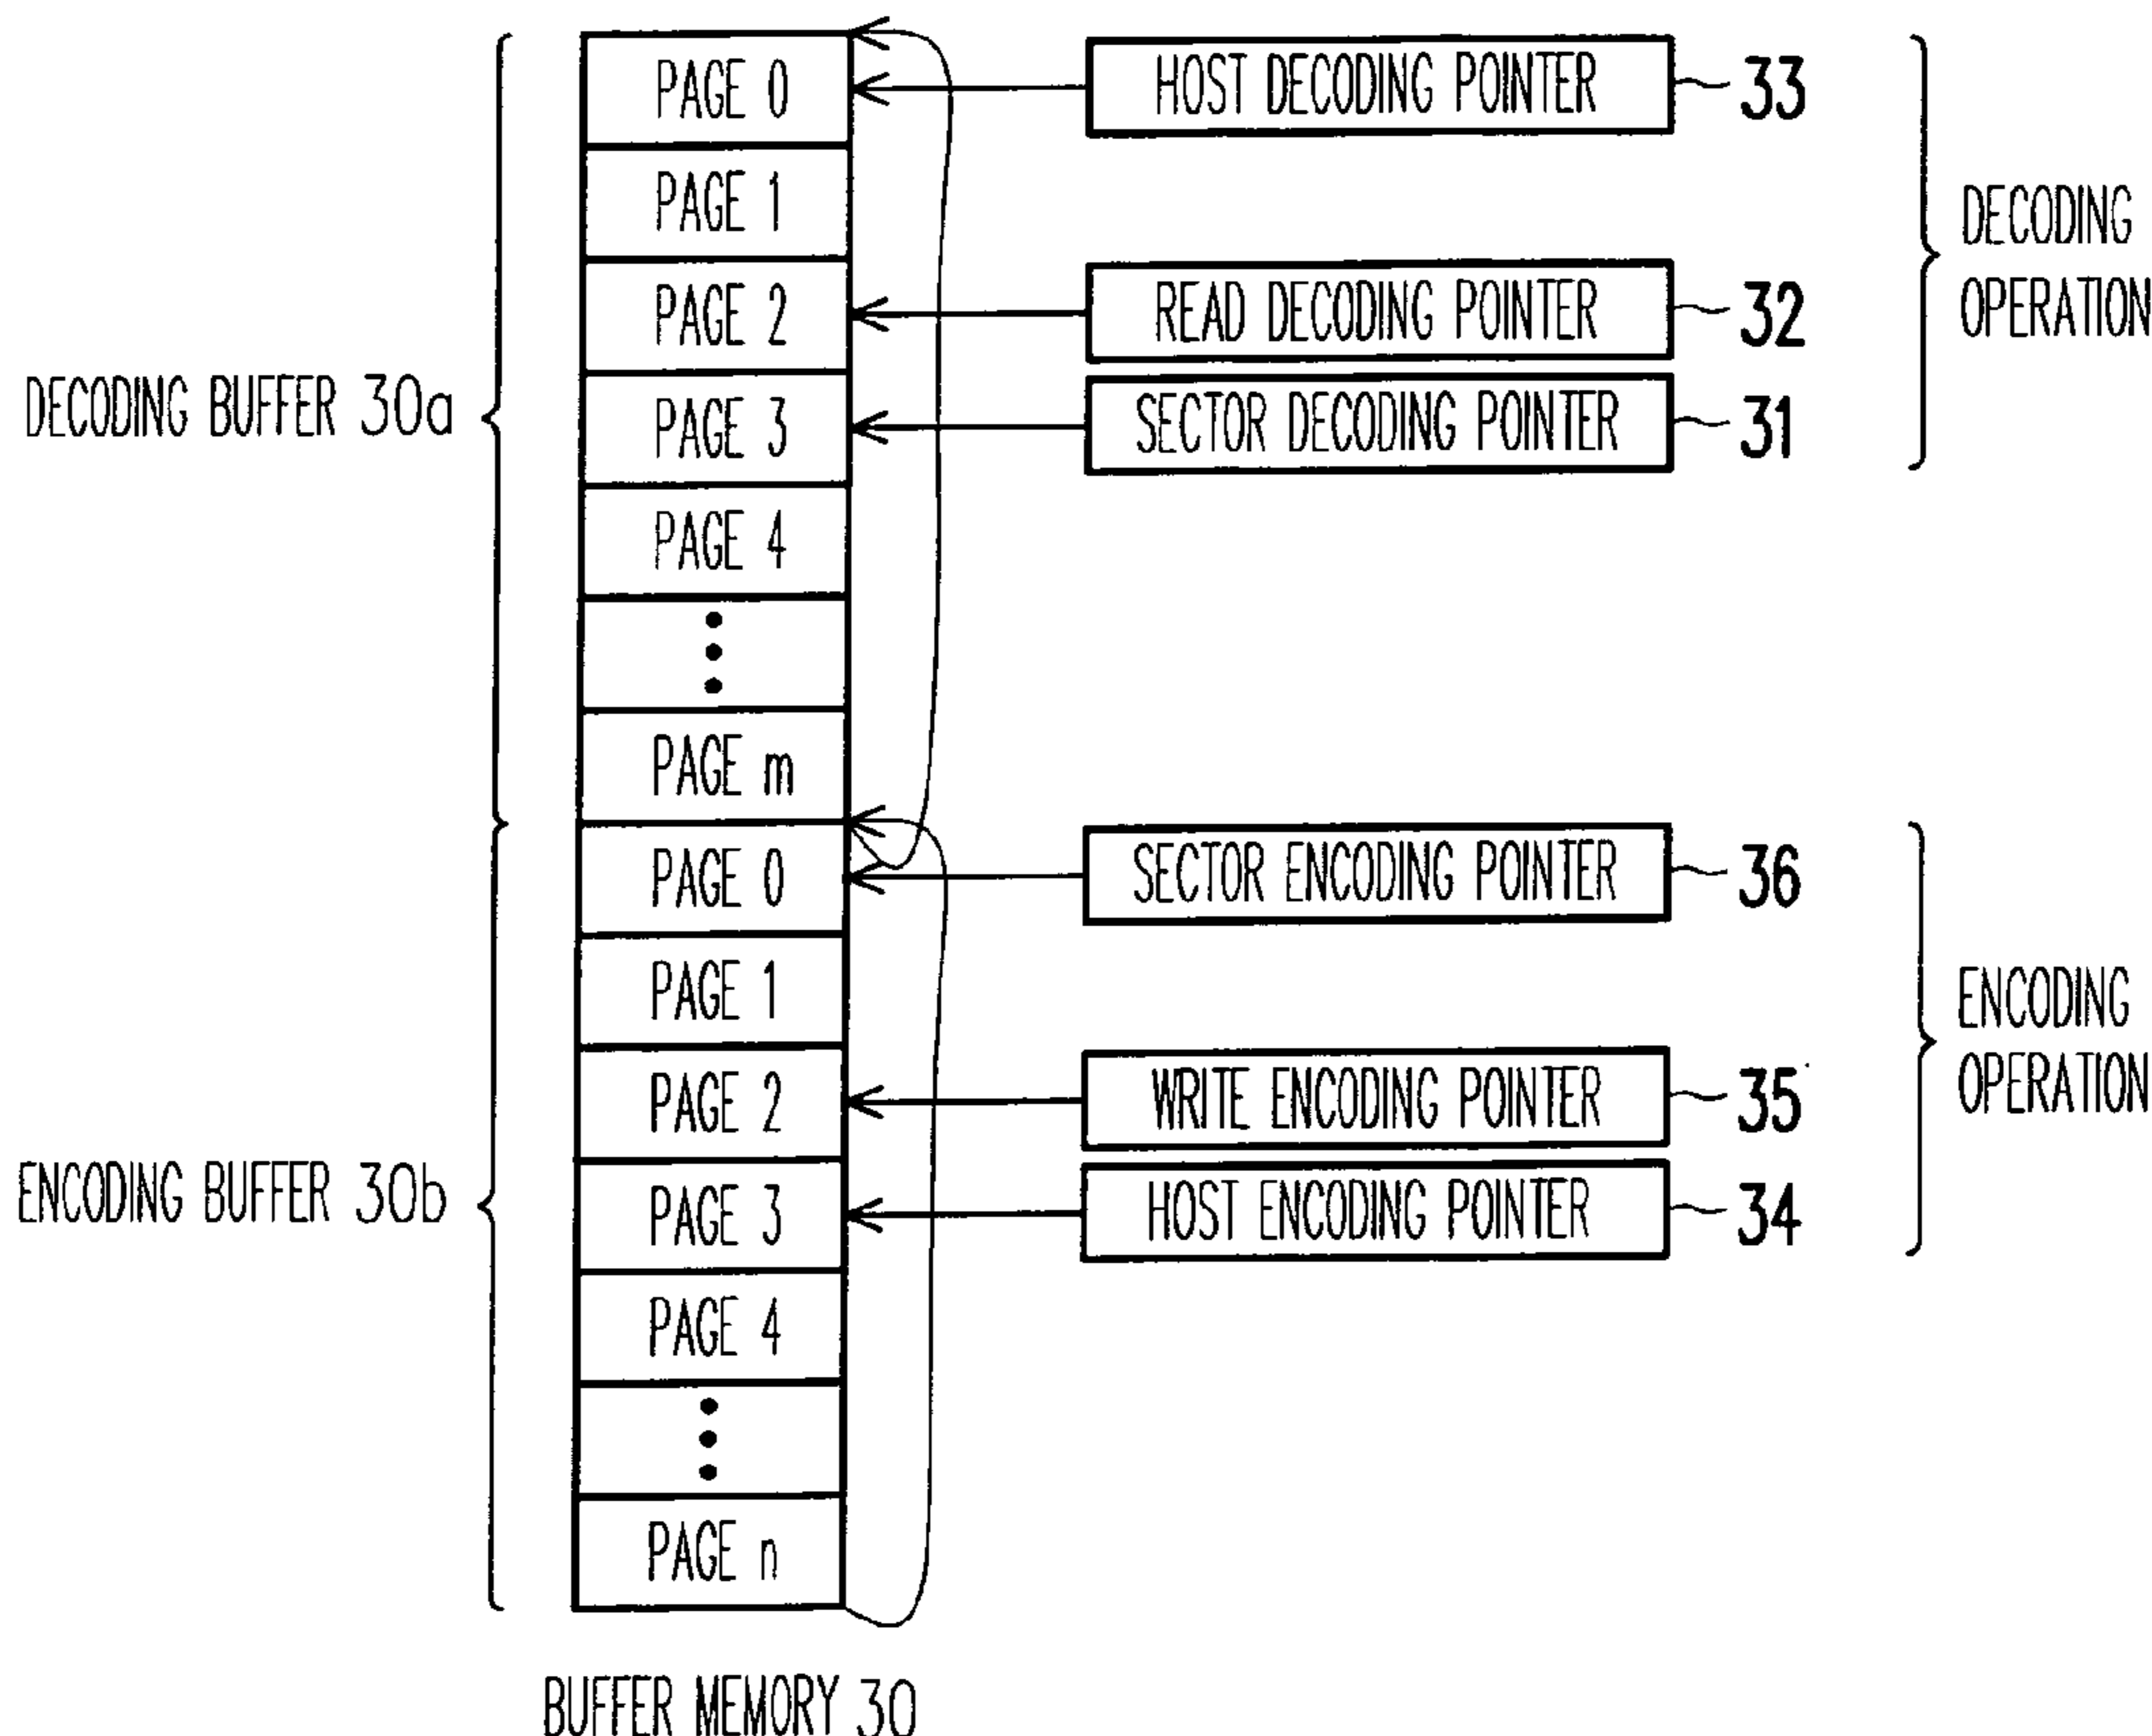 PAGE 0
HOST DECODING POINTER 33
PAGE 1
DECODING
OPERATION
PAGE 2
READ DECODING POINTER 32
DECODING BUFFER 30a
PAGE 3
SECTOR DECODING POINTER 31
PAGE 4
PAGE m
PAGE 0
SECTOR ENCODING POINTER 36
PAGE 1
ENCODING
OPERATION
PAGE 2
WRITE ENCODING POINTER 35
ENCODING BUFFER 30b
PAGE 3
HOST ENCODING POINTER 34
PAGE 4
PAGE n
BUFFER MEMORY 30